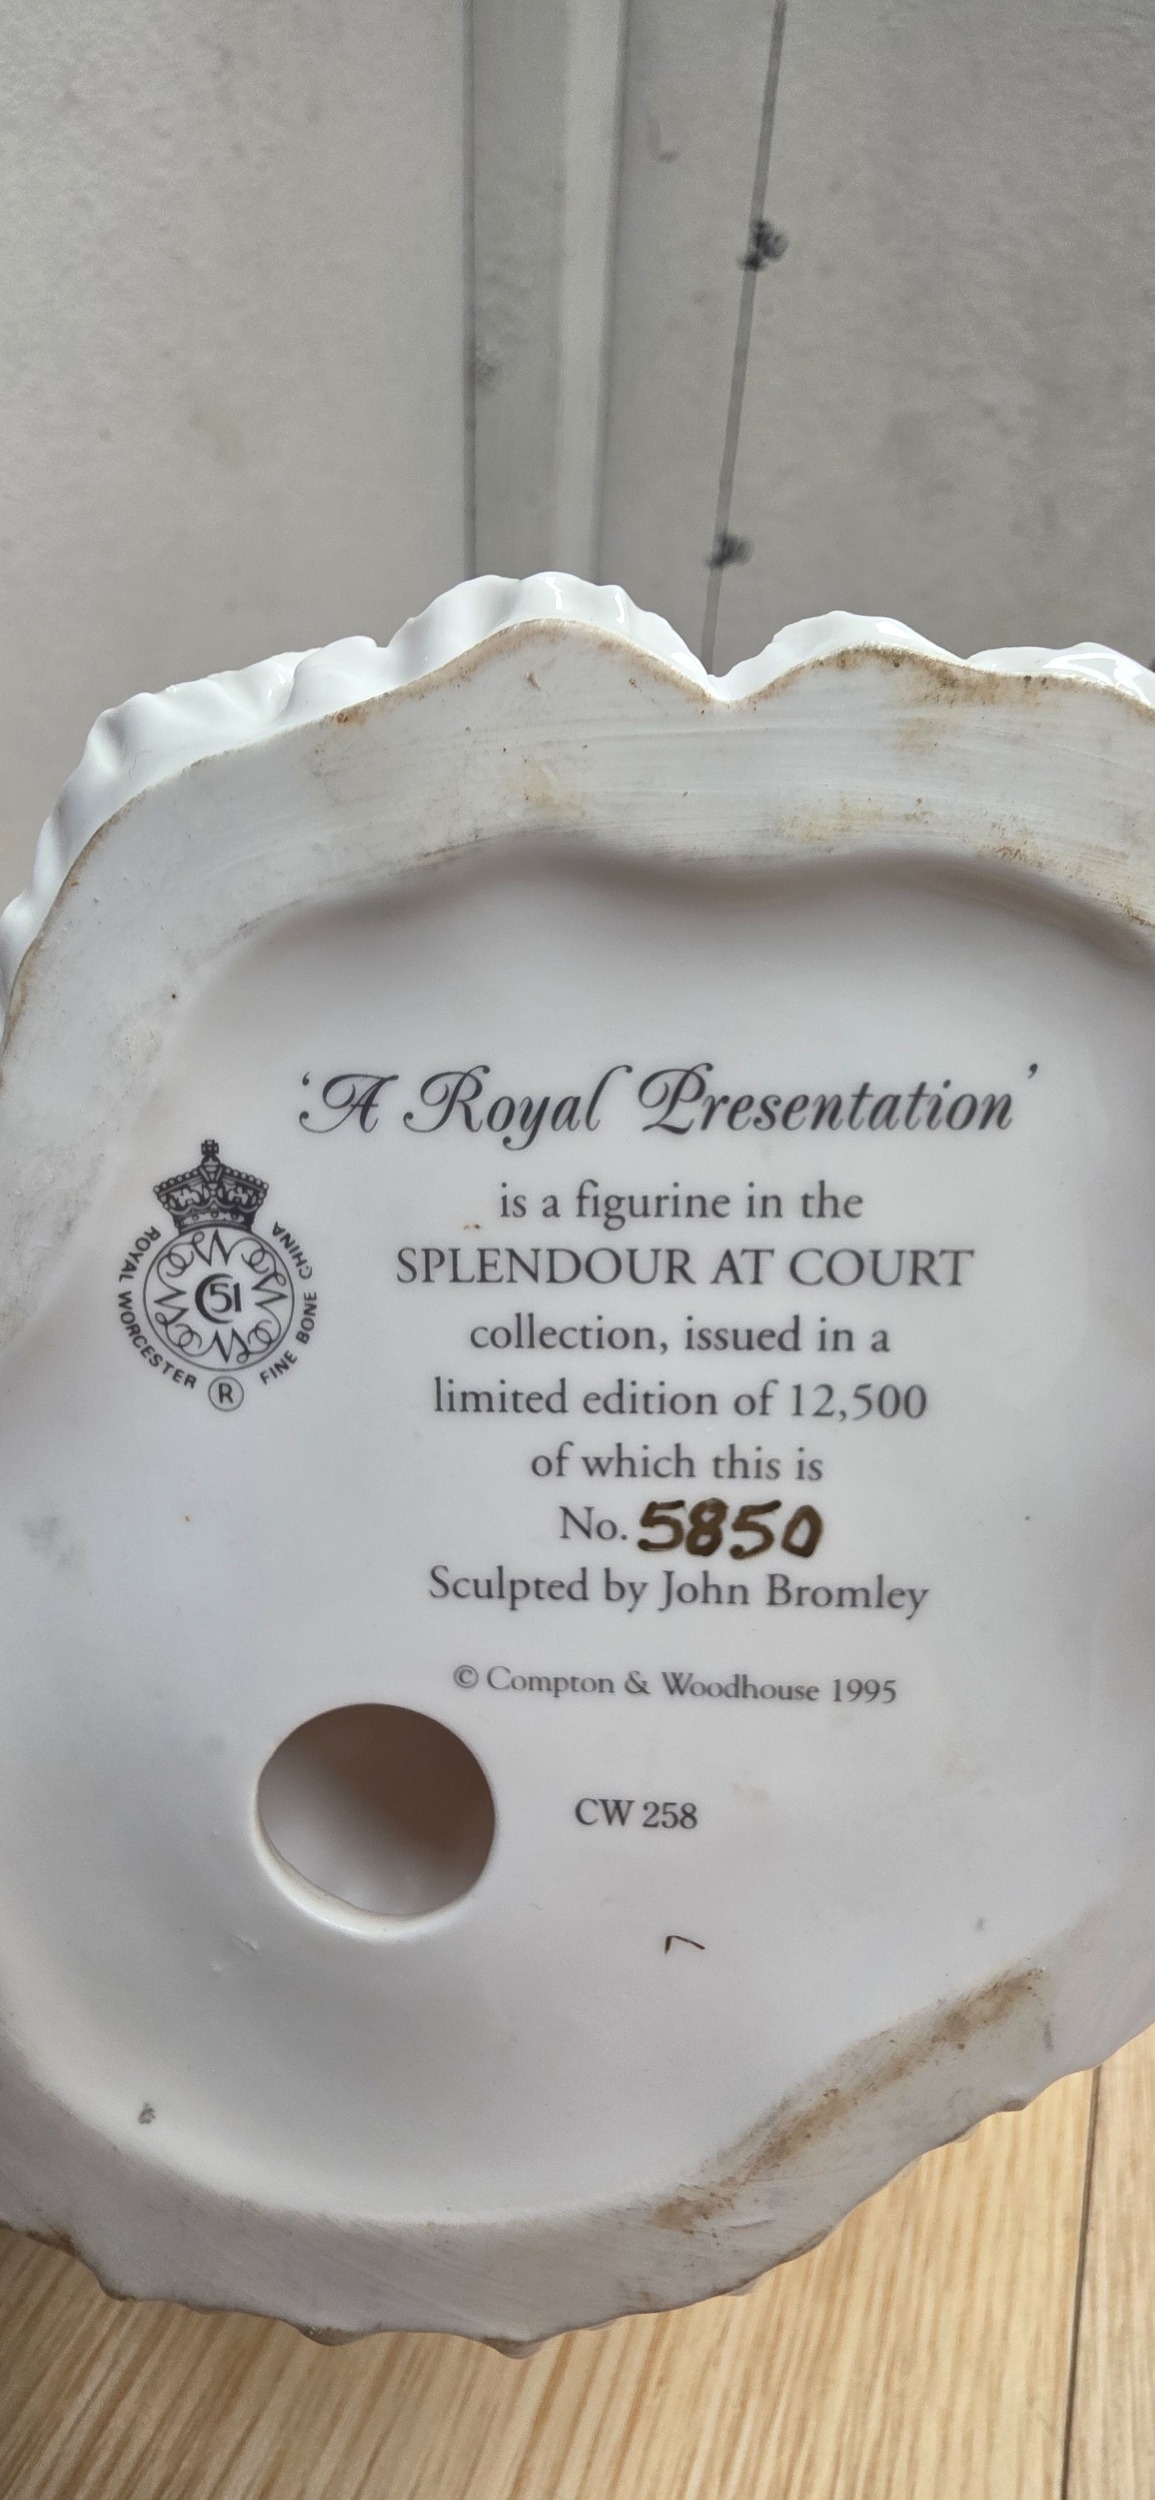 ‘A Royal Presentation’
is a figurine in the
SPLENDOUR AT COURT
collection, issued in a
limited edition of 12,500
of which this is
No. 5850
Sculpted by John Bromley
© Compton & Woodhouse 1995
CW 258
ROYAL WORCESTER ® FINE BONE CHINA
51